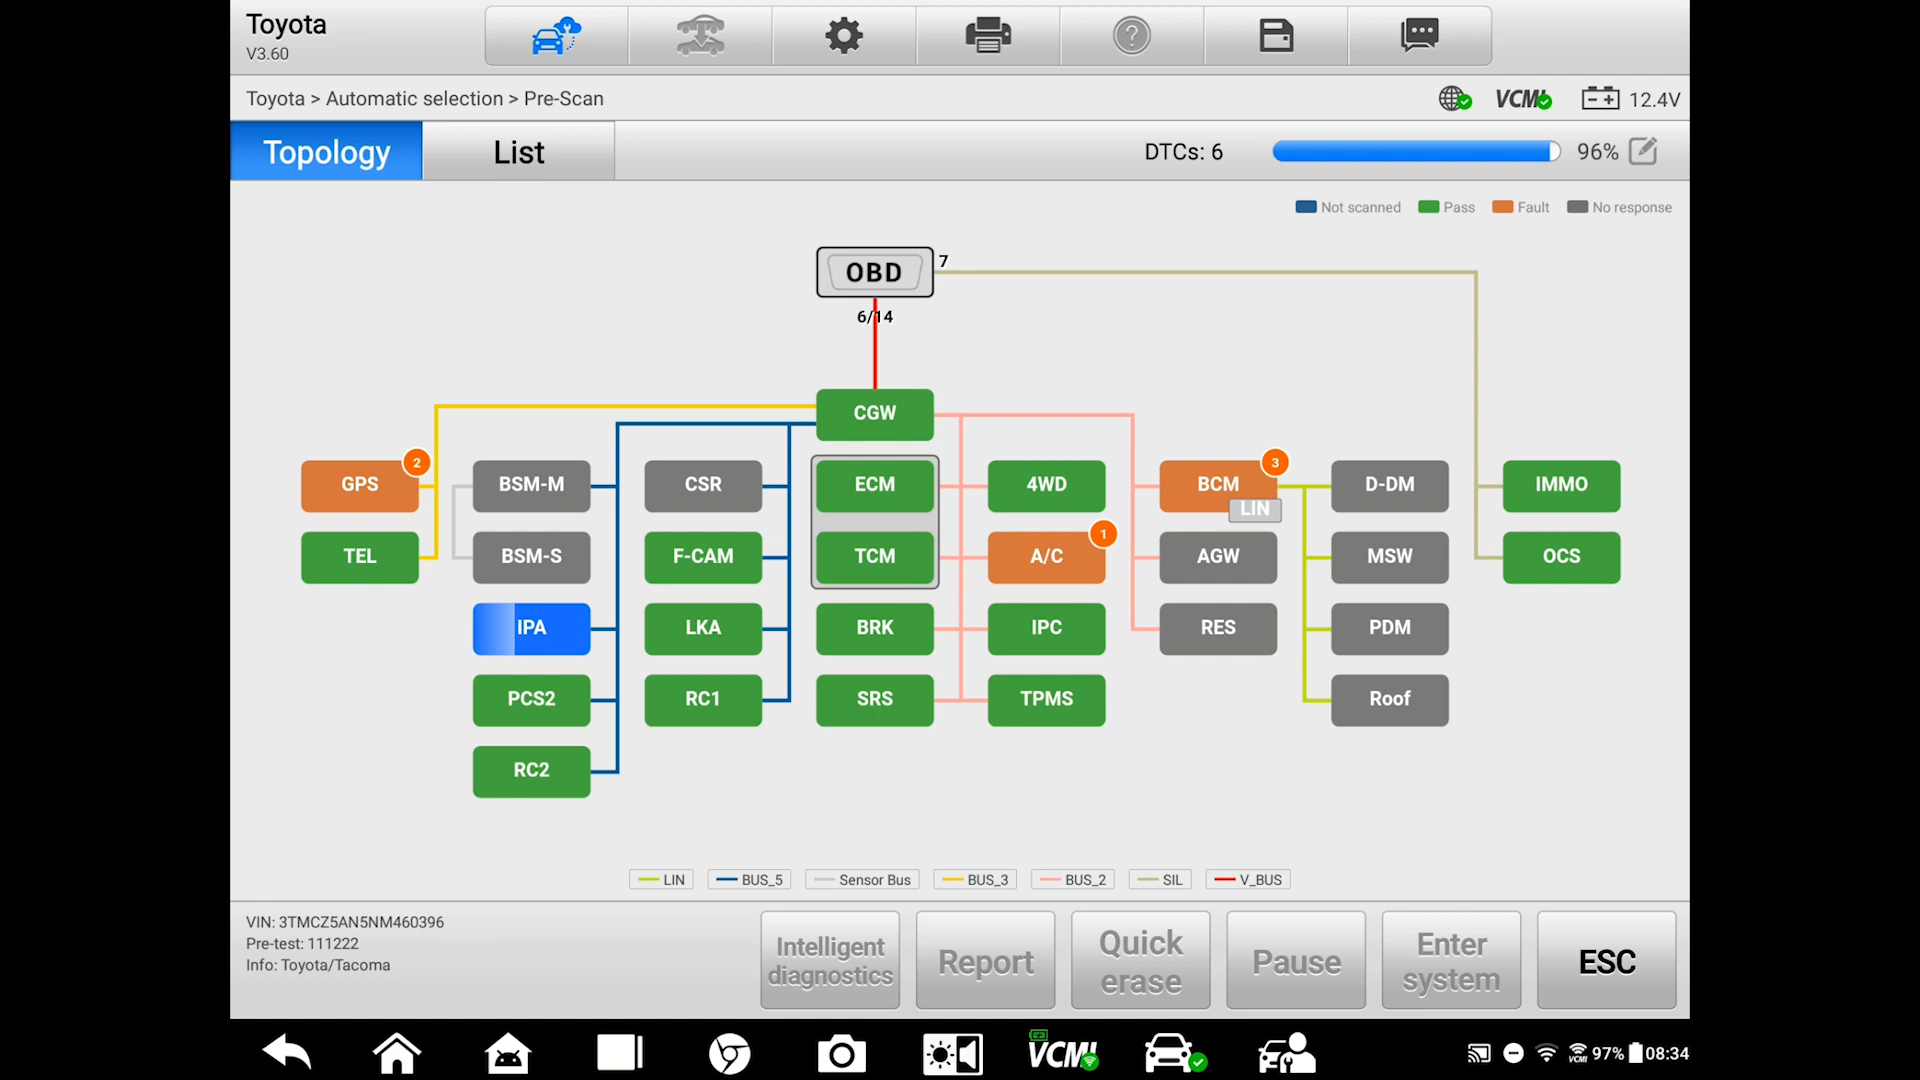 Toyota
V3.60
Toyota > Automatic selection > Pre-Scan
VCMI
12.4V
Topology
List
DTCs: 6
96%
Not scanned
Pass
Fault
No response
OBD
7
6/14
CGW
GPS
2
BSM-M
CSR
ECM
4WD
BCM
3
LIN
D-DM
IMMO
TEL
BSM-S
F-CAM
TCM
A/C
1
AGW
MSW
OCS
IPA
LKA
BRK
IPC
RES
PDM
PCS2
RC1
SRS
TPMS
Roof
RC2
LIN
BUS_5
Sensor Bus
BUS_3
BUS_2
SIL
V_BUS
VIN: 3TMCZ5AN5NM460396
Pre-test: 111222
Info: Toyota/Tacoma
Intelligent
diagnostics
Report
Quick
erase
Pause
Enter
system
ESC
VCMI
VCMI
97%
08:34